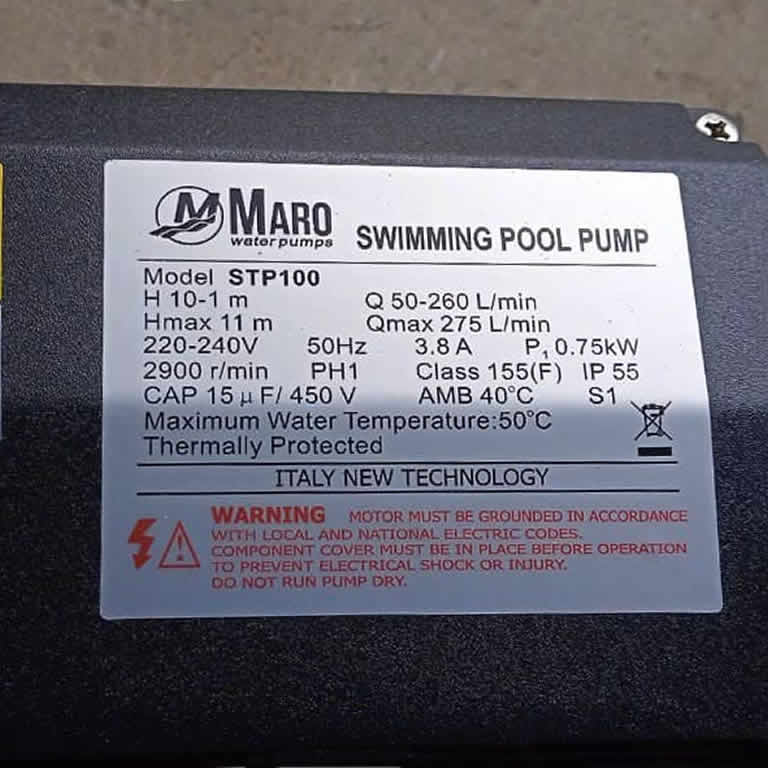 M MARO
water pumps
SWIMMING POOL PUMP
Model STP100
H 10-1 m Q 50-260 L/min
Hmax 11 m Qmax 275 L/min
220-240V 50Hz 3.8 A P₁ 0.75kW
2900 r/min PH1 Class 155(F) IP 55
CAP 15 μF/ 450 V AMB 40°C S1
Maximum Water Temperature:50°C
Thermally Protected
ITALY NEW TECHNOLOGY
WARNING MOTOR MUST BE GROUNDED IN ACCORDANCE
WITH LOCAL AND NATIONAL ELECTRIC CODES.
COMPONENT COVER MUST BE IN PLACE BEFORE OPERATION
TO PREVENT ELECTRICAL SHOCK OR INJURY.
DO NOT RUN PUMP DRY.